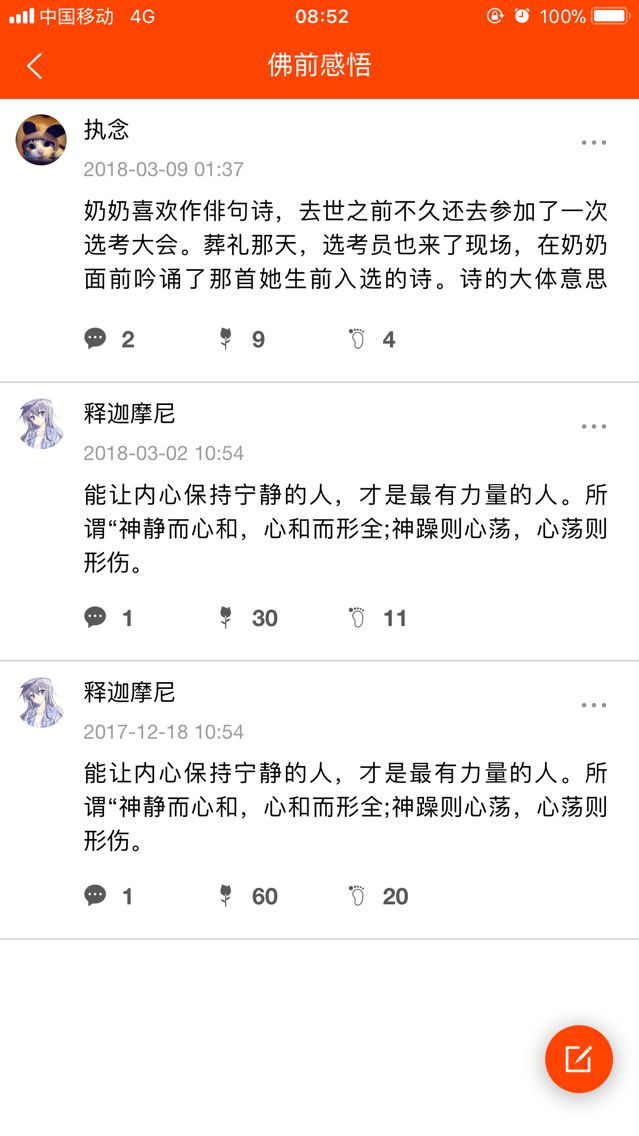 中国移动 4G 08:52 100%
佛前感悟
执念
2018-03-09 01:37
奶奶喜欢作俳句诗，去世之前不久还去参加了一次
选考大会。葬礼那天，选考员也来了现场，在奶奶
面前吟诵了那首她生前入选的诗。诗的大体意思
2 9 4
释迦摩尼
2018-03-02 10:54
能让内心保持宁静的人，才是最有力量的人。所
谓“神静而心和，心和而形全;神躁则心荡，心荡则
形伤。
1 30 11
释迦摩尼
2017-12-18 10:54
能让内心保持宁静的人，才是最有力量的人。所
谓“神静而心和，心和而形全;神躁则心荡，心荡则
形伤。
1 60 20